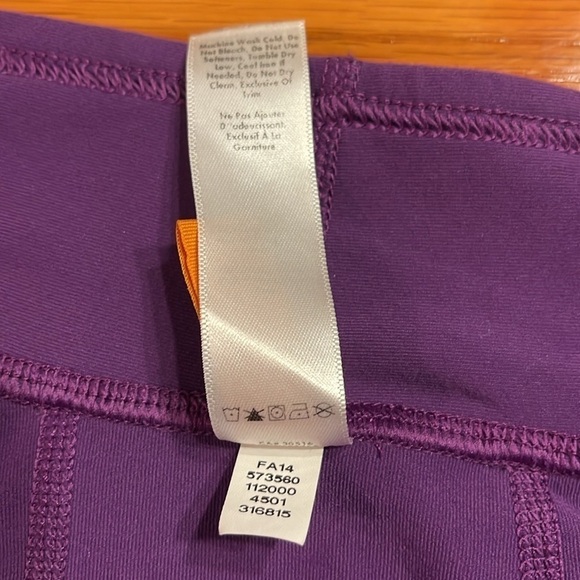 Machine Wash Cold, Do
Not Bleach, Do Not Use
Softeners, Tumble Dry
Low, Cool Iron if
Needed, Do Not Dry
Clean, Exclusive Of
Trim.
Ne Pas Ajouter
D''adoucissant.
Exclusif À La
Garniture
FA14
573560
112000
4501
316815